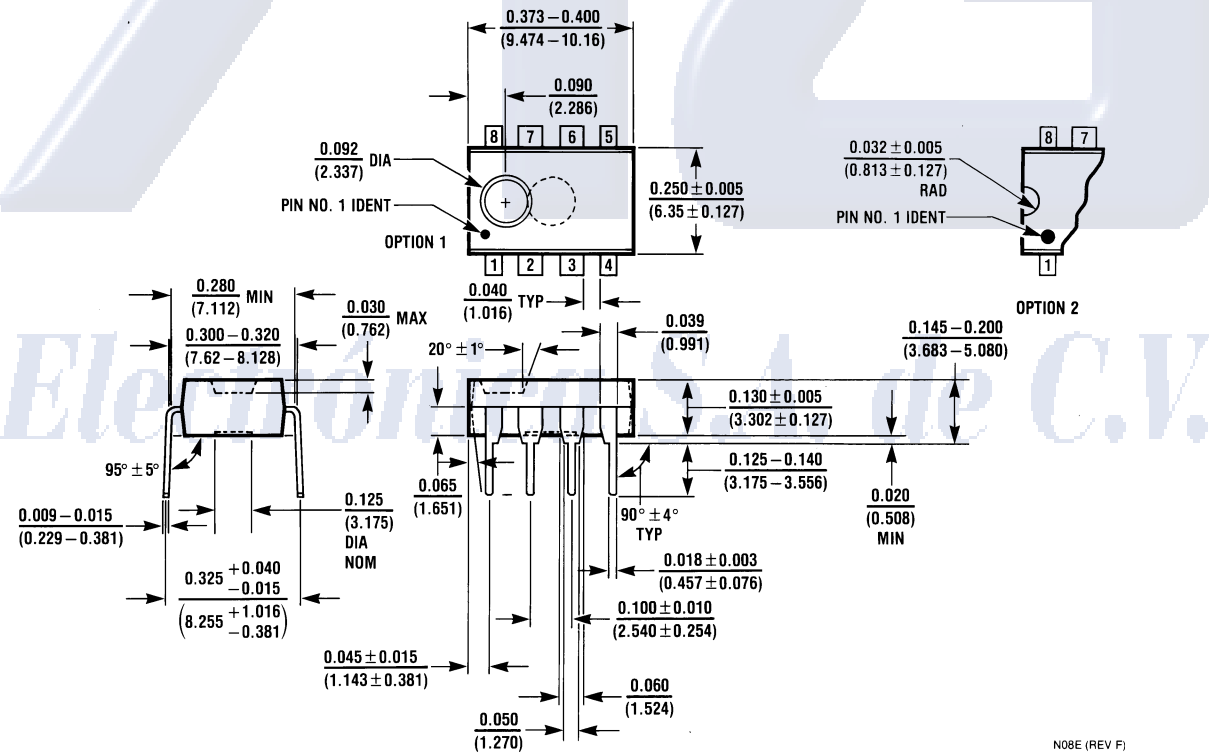 0.373 – 0.400
(9.474 – 10.16)
0.090
(2.286)
8 7 6 5
0.092 DIA
(2.337)
PIN NO. 1 IDENT
OPTION 1
0.250 ± 0.005
(6.35 ± 0.127)
1 2 3 4
8 7
0.032 ± 0.005
(0.813 ± 0.127)
RAD
PIN NO. 1 IDENT
1
OPTION 2
0.280 MIN
(7.112)
0.300 – 0.320
(7.62 – 8.128)
0.030 MAX
(0.762)
0.040 TYP
(1.016)
20° ± 1°
0.039
(0.991)
0.145 – 0.200
(3.683 – 5.080)
0.130 ± 0.005
(3.302 ± 0.127)
Electrónica S.A. de C.V.
95° ± 5°
0.065
(1.651)
0.125 – 0.140
(3.175 – 3.556)
0.020
(0.508)
MIN
90° ± 4°
TYP
0.009 – 0.015
(0.229 – 0.381)
0.125
(3.175)
DIA
NOM
0.018 ± 0.003
(0.457 ± 0.076)
0.325 +0.040
–0.015
(8.255 +1.016
–0.381)
0.100 ± 0.010
(2.540 ± 0.254)
0.045 ± 0.015
(1.143 ± 0.381)
0.060
(1.524)
0.050
(1.270)
N08E (REV F)